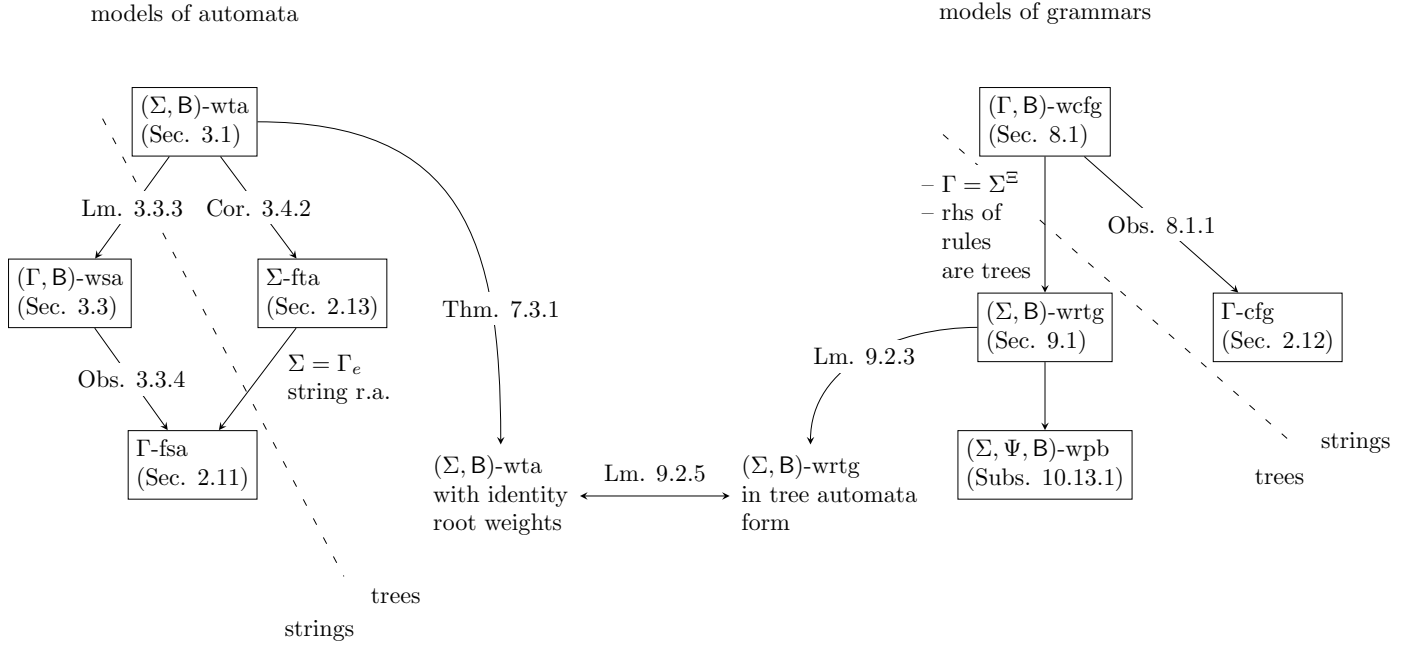 models of automata
models of grammars
(Σ, B)-wta
(Sec. 3.1)
(Γ, B)-wcfg
(Sec. 8.1)
Lm. 3.3.3
Cor. 3.4.2
– Γ = Σ^Ξ
– rhs of
rules
are trees
Obs. 8.1.1
(Γ, B)-wsa
(Sec. 3.3)
Σ-fta
(Sec. 2.13)
Thm. 7.3.1
(Σ, B)-wrtg
(Sec. 9.1)
Γ-cfg
(Sec. 2.12)
Lm. 9.2.3
Obs. 3.3.4
Σ = Γ_e
string r.a.
Γ-fsa
(Sec. 2.11)
(Σ, B)-wta
with identity
root weights
Lm. 9.2.5
(Σ, B)-wrtg
in tree automata
form
(Σ, Ψ, B)-wpb
(Subs. 10.13.1)
strings
trees
trees
strings